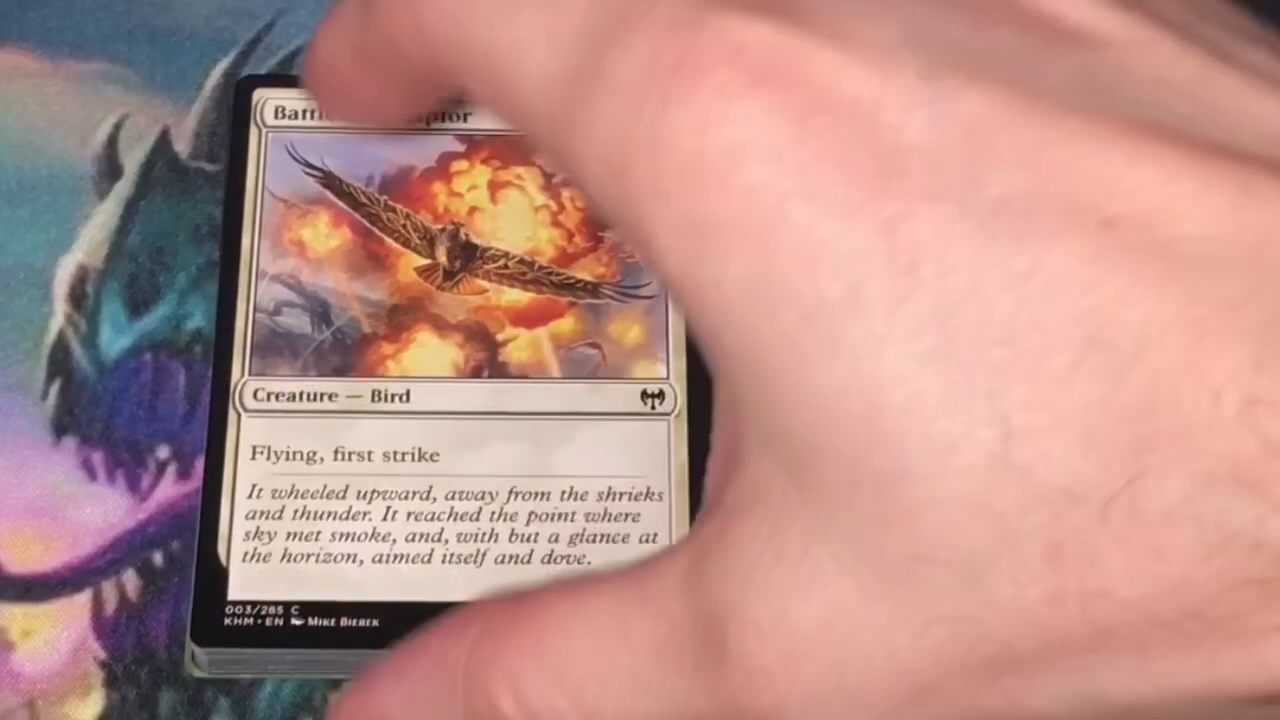 Creature — Bird
Flying, first strike
It wheeled upward, away from the shrieks
and thunder. It reached the point where
sky met smoke, and, with but a glance at
the horizon, aimed itself and dove.
003/285 C
KHM • EN Mike Bierek